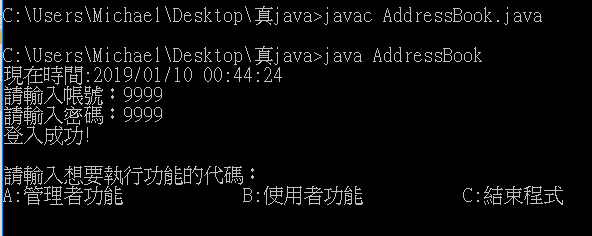 C:\Users\Michael\Desktop\真java>javac AddressBook.java
C:\Users\Michael\Desktop\真java>java AddressBook
現在時間:2019/01/10 00:44:24
請輸入帳號：9999
請輸入密碼：9999
登入成功!
請輸入想要執行功能的代碼：
A:管理者功能 B:使用者功能 C:結束程式